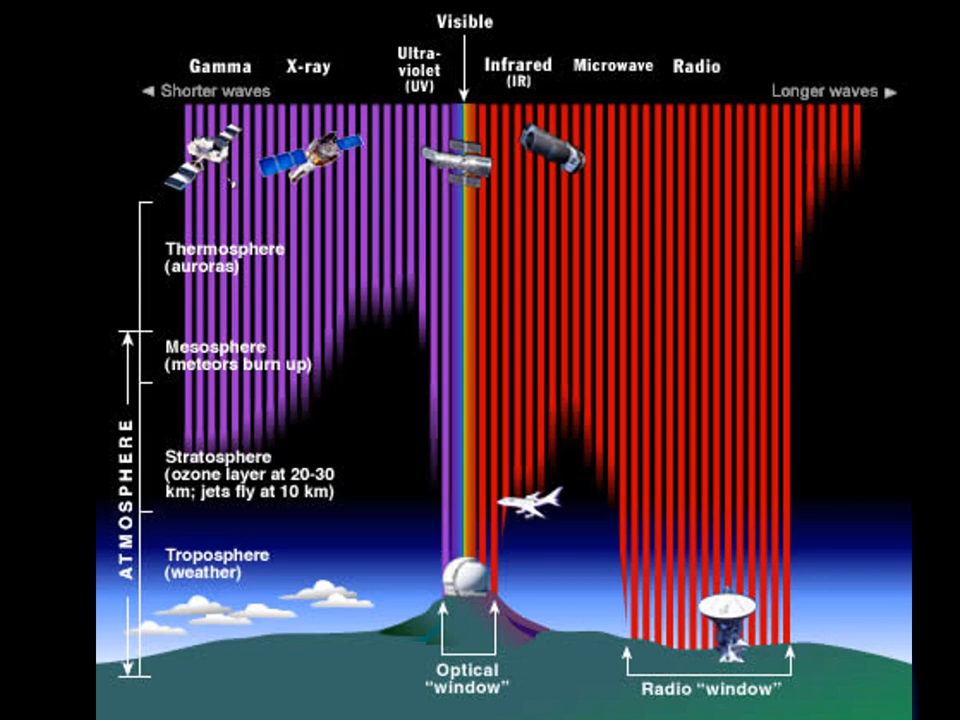 Visible
Gamma
X-ray
Ultra-
violet
(UV)
Infrared
(IR)
Microwave
Radio
◄ Shorter waves
Longer waves ►
Thermosphere
(auroras)
Mesosphere
(meteors burn up)
Stratosphere
(ozone layer at 20-30
km; jets fly at 10 km)
Troposphere
(weather)
ATMOSPHERE
Optical
“window”
Radio “window”